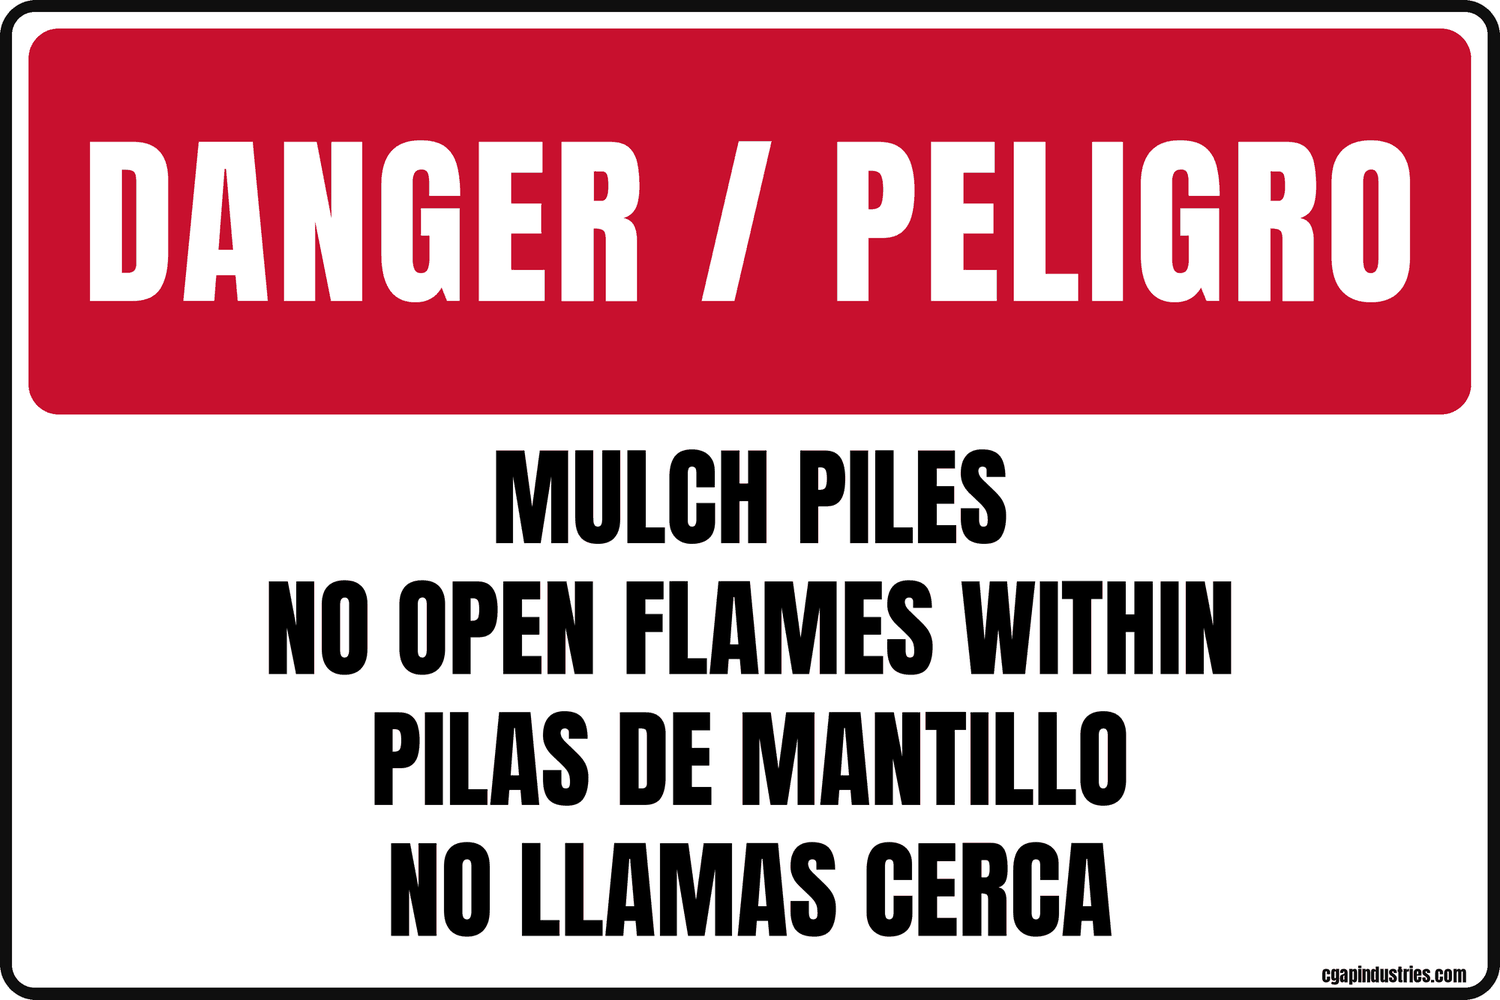 DANGER / PELIGRO
MULCH PILES
NO OPEN FLAMES WITHIN
PILAS DE MANTILLO
NO LLAMAS CERCA
cgapindustries.com